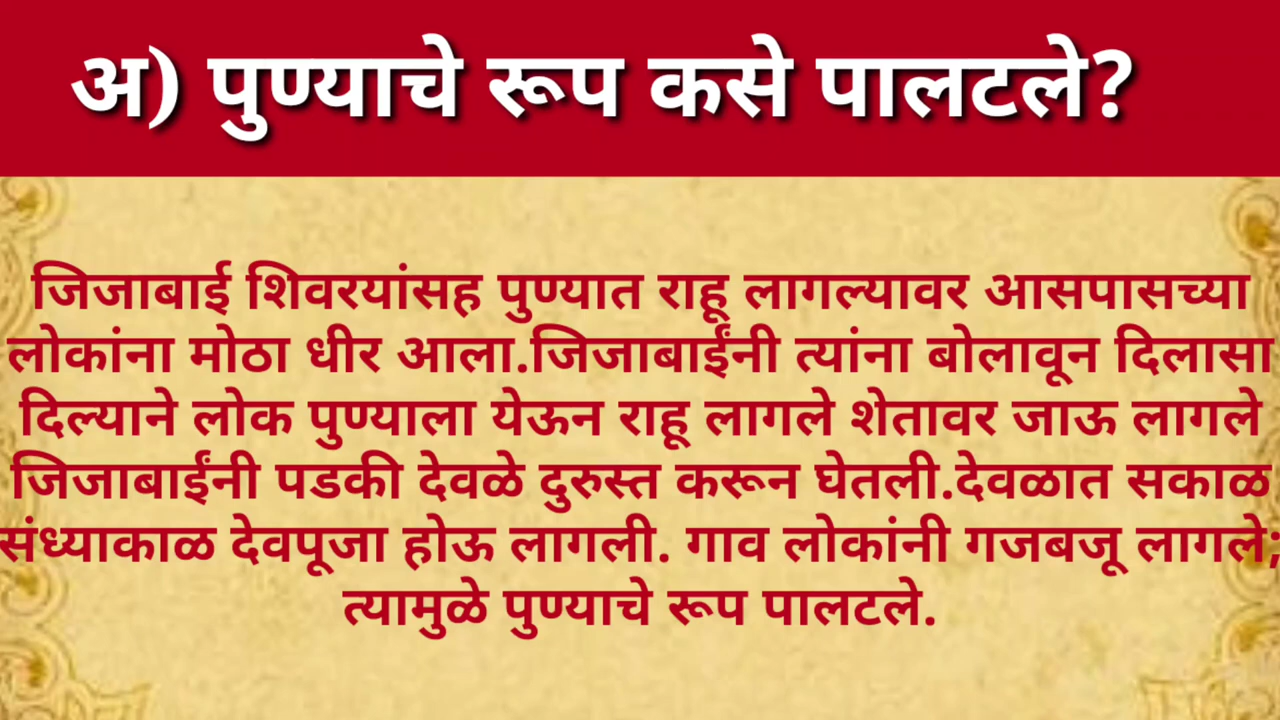 अ) पुण्याचे रूप कसे पालटले?
जिजाबाई शिवरयांसह पुण्यात राहू लागल्यावर आसपासच्या
लोकांना मोठा धीर आला.जिजाबाईंनी त्यांना बोलावून दिलासा
दिल्याने लोक पुण्याला येऊन राहू लागले शेतावर जाऊ लागले
जिजाबाईंनी पडकी देवळे दुरुस्त करून घेतली.देवळात सकाळ
संध्याकाळ देवपूजा होऊ लागली. गाव लोकांनी गजबजू लागले;
त्यामुळे पुण्याचे रूप पालटले.